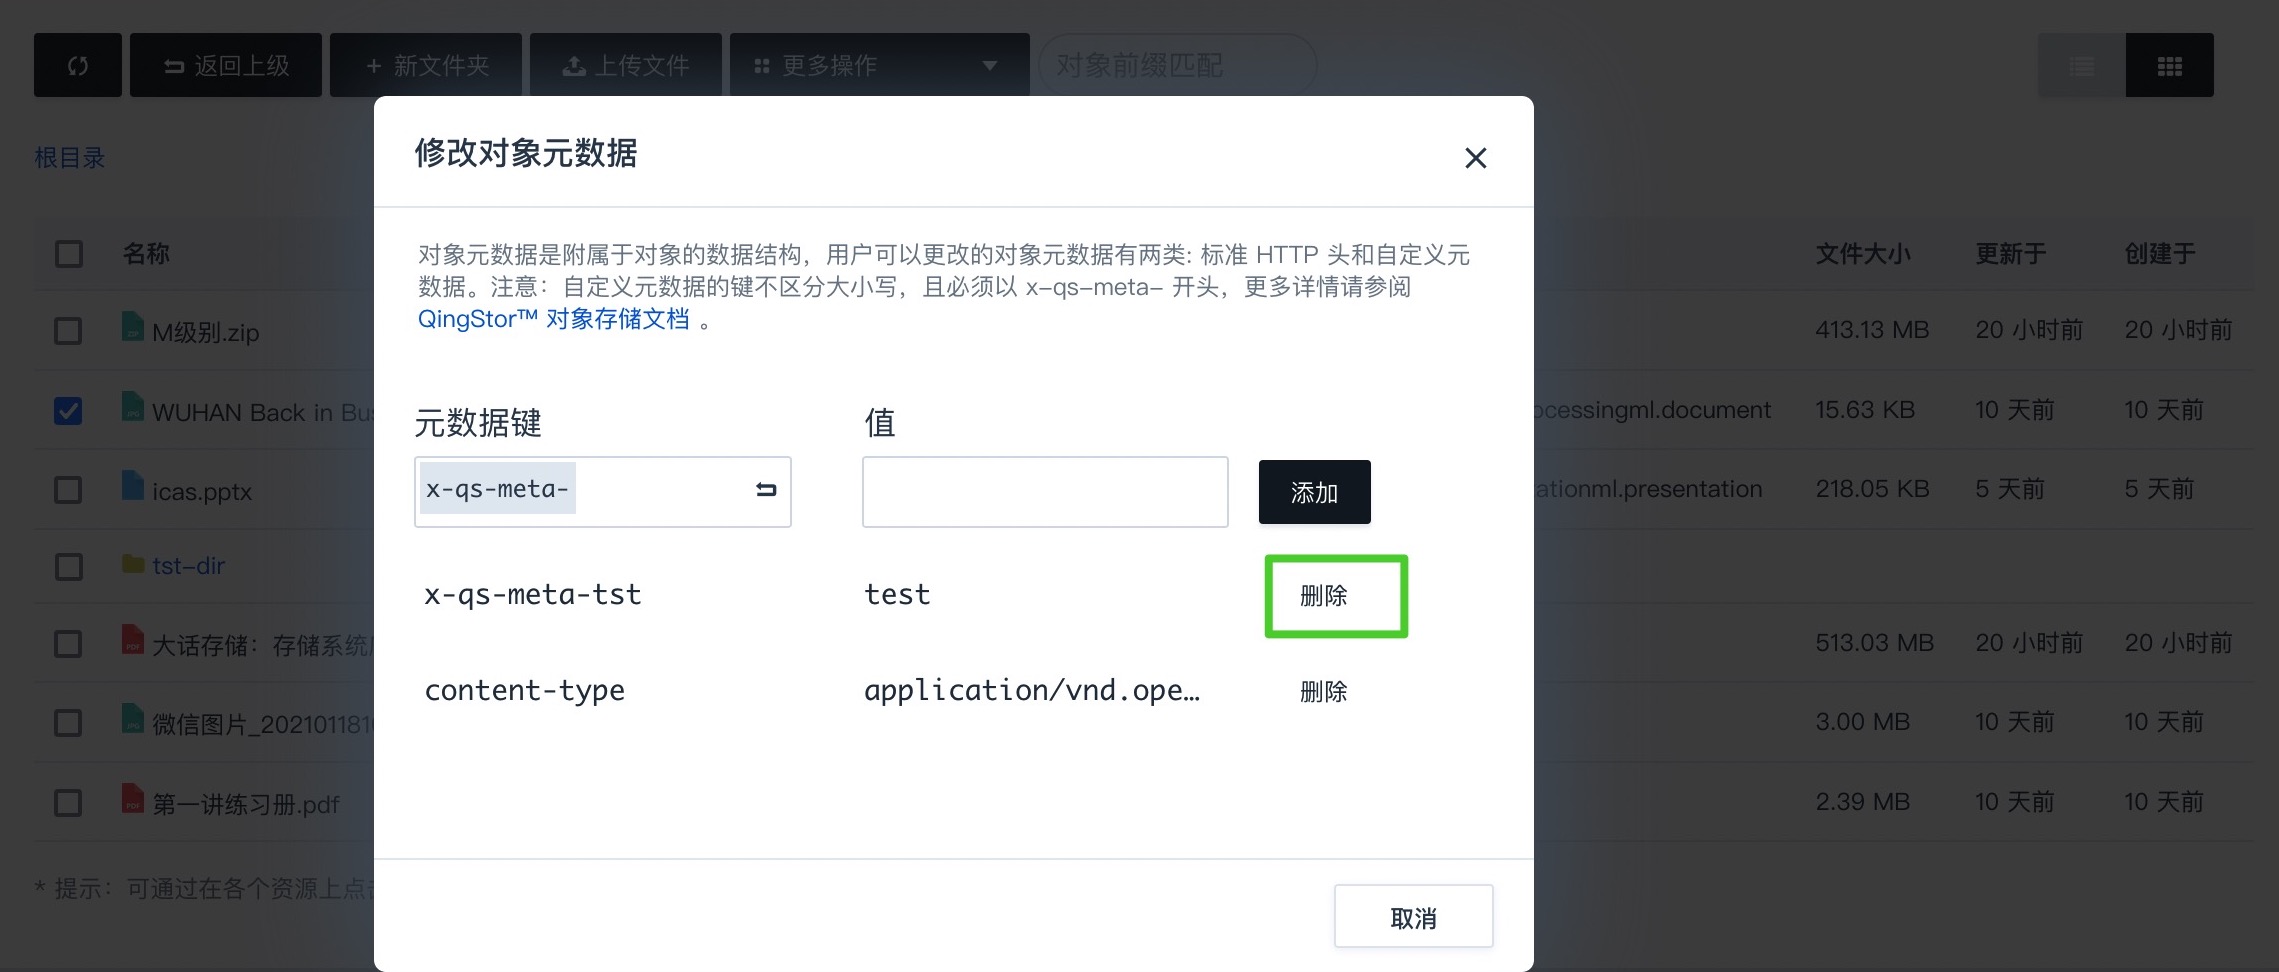 返回上级
+ 新文件夹
上传文件
更多操作
对象前缀匹配
根目录
修改对象元数据
对象元数据是附属于对象的数据结构，用户可以更改的对象元数据有两类: 标准 HTTP 头和自定义元
数据。注意：自定义元数据的键不区分大小写，且必须以 x-qs-meta- 开头，更多详情请参阅
QingStor™ 对象存储文档 。
元数据键 值
x-qs-meta- 添加
x-qs-meta-tst test 删除
content-type application/vnd.ope… 删除
取消
名称 文件大小 更新于 创建于
M级别.zip 413.13 MB 20 小时前 20 小时前
WUHAN Back in Bus ocessingml.document 15.63 KB 10 天前 10 天前
icas.pptx ationml.presentation 218.05 KB 5 天前 5 天前
tst-dir
大话存储：存储系统 513.03 MB 20 小时前 20 小时前
微信图片_2021011810 3.00 MB 10 天前 10 天前
第一讲练习册.pdf 2.39 MB 10 天前 10 天前
* 提示：可通过在各个资源上点